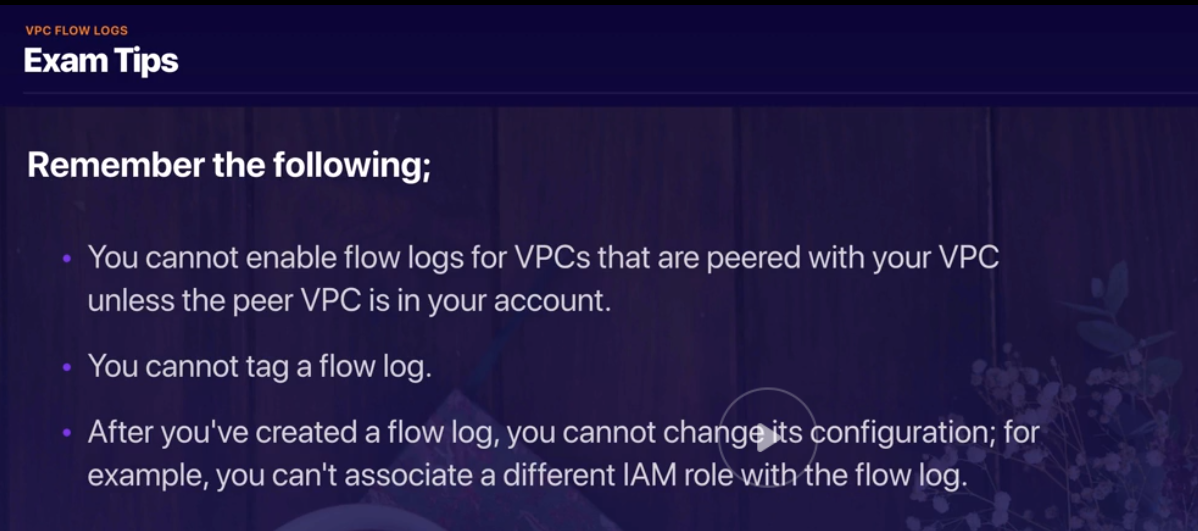 VPC FLOW LOGS
Exam Tips
Remember the following;
• You cannot enable flow logs for VPCs that are peered with your VPC
unless the peer VPC is in your account.
• You cannot tag a flow log.
• After you've created a flow log, you cannot change its configuration; for
example, you can't associate a different IAM role with the flow log.